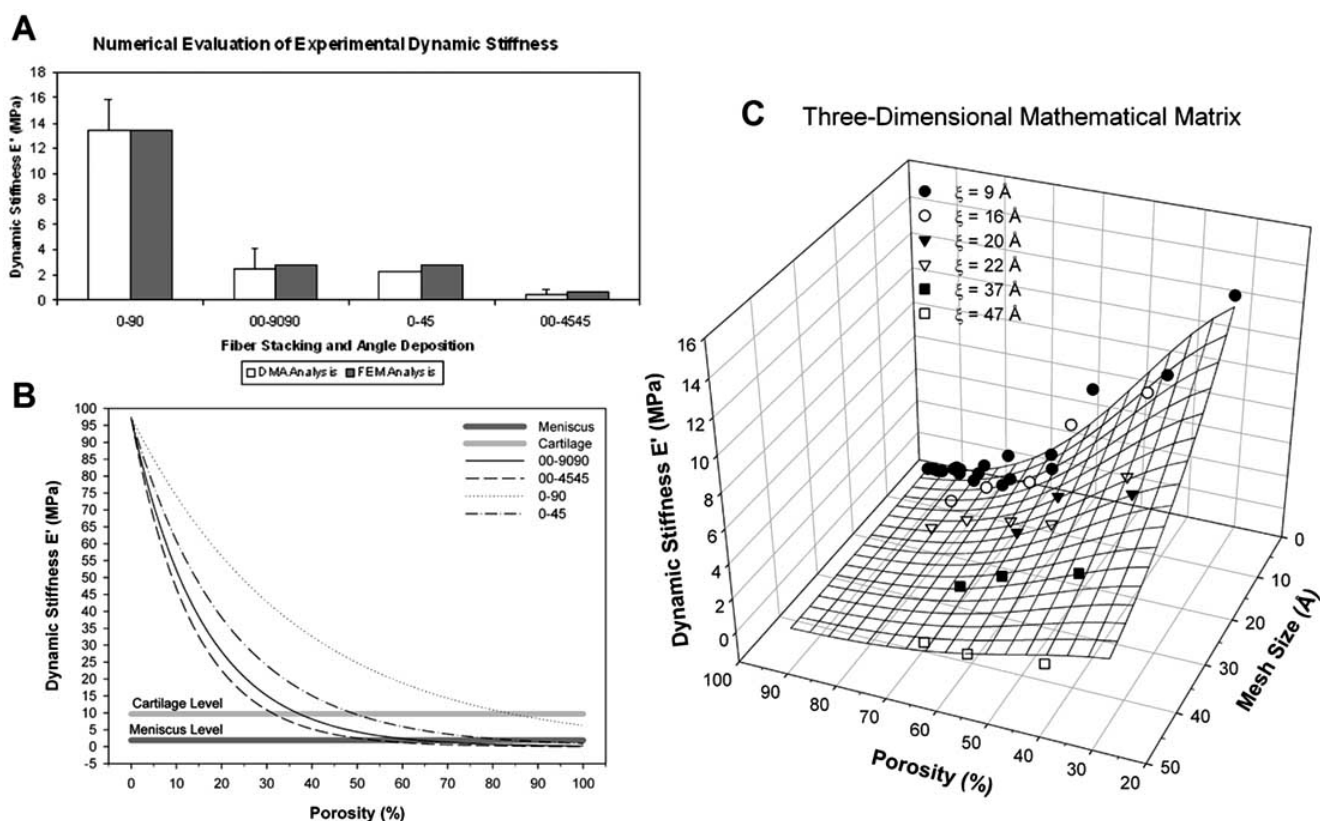 A
Numerical Evaluation of Experimental Dynamic Stiffness
Dynamic Stiffness E' (MPa)
18
16
14
12
10
8
6
4
2
0
0-90 00-9090 0-45 00-4545
Fiber Stacking and Angle Deposition
DMA Analysis FEM Analysis
B
Dynamic Stiffness E' (MPa)
100
95
90
85
80
75
70
65
60
55
50
45
40
35
30
25
20
15
10
5
0
-5
Meniscus
Cartilage
00-9090
00-4545
0-90
0-45
Cartilage Level
Meniscus Level
0 10 20 30 40 50 60 70 80 90 100
Porosity (%)
C Three-Dimensional Mathematical Matrix
ξ = 9 Å
ξ = 16 Å
ξ = 20 Å
ξ = 22 Å
ξ = 37 Å
ξ = 47 Å
Dynamic Stiffness E' (MPa)
16
14
12
10
8
6
4
2
0
100 90 80 70 60 50 40 30 20
Porosity (%)
0
10
20
30
40
50
Mesh Size (Å)